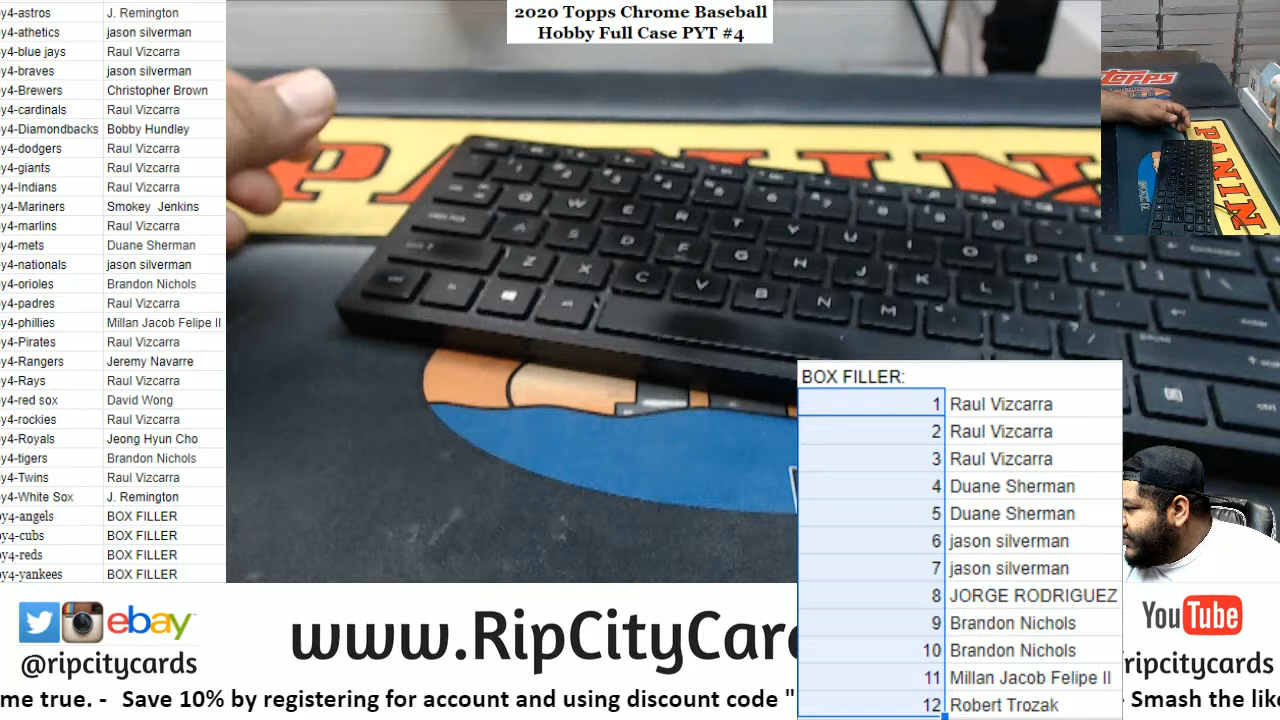 2020 Topps Chrome Baseball
Hobby Full Case PYT #4
y4-astros J. Remington
y4-athetics jason silverman
y4-blue jays Raul Vizcarra
y4-braves jason silverman
y4-Brewers Christopher Brown
y4-cardinals Raul Vizcarra
y4-Diamondbacks Bobby Hundley
y4-dodgers Raul Vizcarra
y4-giants Raul Vizcarra
y4-Indians Raul Vizcarra
y4-Mariners Smokey Jenkins
y4-marlins Raul Vizcarra
y4-mets Duane Sherman
y4-nationals jason silverman
y4-orioles Brandon Nichols
y4-padres Raul Vizcarra
y4-phillies Millan Jacob Felipe II
y4-Pirates Raul Vizcarra
y4-Rangers Jeremy Navarre
y4-Rays Raul Vizcarra
y4-red sox David Wong
y4-rockies Raul Vizcarra
y4-Royals Jeong Hyun Cho
y4-tigers Brandon Nichols
y4-Twins Raul Vizcarra
y4-White Sox J. Remington
y4-angels BOX FILLER
y4-cubs BOX FILLER
y4-reds BOX FILLER
y4-yankees BOX FILLER
topps
PANIN
PANIN
Q W E R T Y U I O P
A S D F G H J K L
Z X C V B N M
BOX FILLER:
1 Raul Vizcarra
2 Raul Vizcarra
3 Raul Vizcarra
4 Duane Sherman
5 Duane Sherman
6 jason silverman
7 jason silverman
8 JORGE RODRIGUEZ
9 Brandon Nichols
10 Brandon Nichols
11 Millan Jacob Felipe II
12 Robert Trozak
ebay
@ripcitycards
www.RipCityCar
YouTube
ripcitycards
me true. - Save 10% by registering for account and using discount code "
- Smash the like